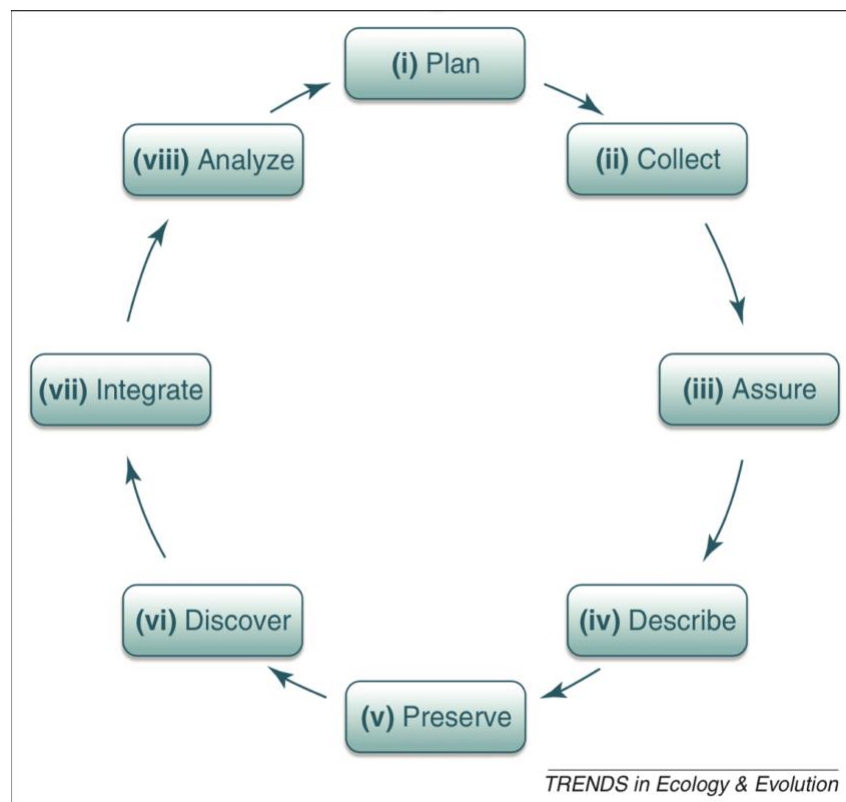 (i) Plan
(ii) Collect
(iii) Assure
(iv) Describe
(v) Preserve
(vi) Discover
(vii) Integrate
(viii) Analyze
TRENDS in Ecology & Evolution